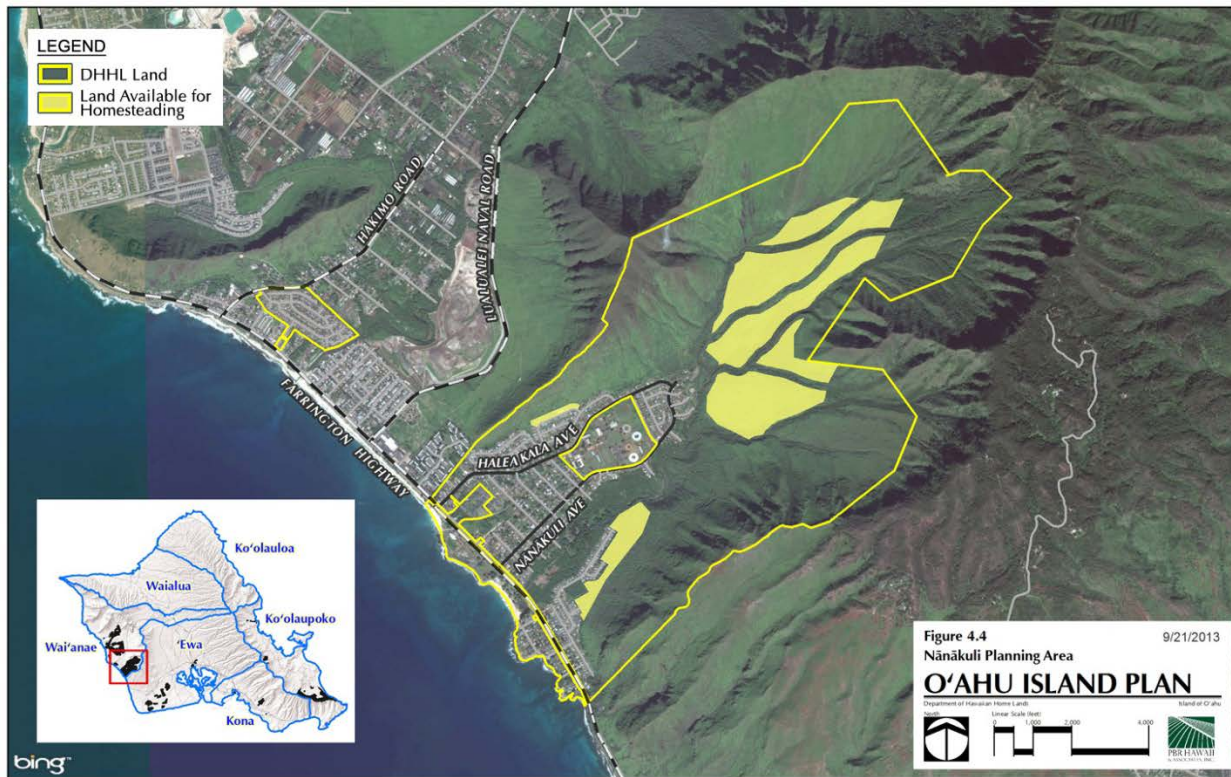 LEGEND
DHHL Land
Land Available for
Homesteading
HAKIMO ROAD
LUALUALEI NAVAL ROAD
FARRINGTON HIGHWAY
HALEAKALA AVE
NANAKULI AVE
Ko'olauloa
Waialua
Ko'olaupoko
Wai'anae
'Ewa
Kona
bing™
Figure 4.4
9/21/2013
Nānākuli Planning Area
O'AHU ISLAND PLAN
Department of Hawaiian Home Lands
Island of O'ahu
North
Linear Scale (feet)
0 1,000 2,000 4,000
PBR HAWAII
& ASSOCIATES, INC.